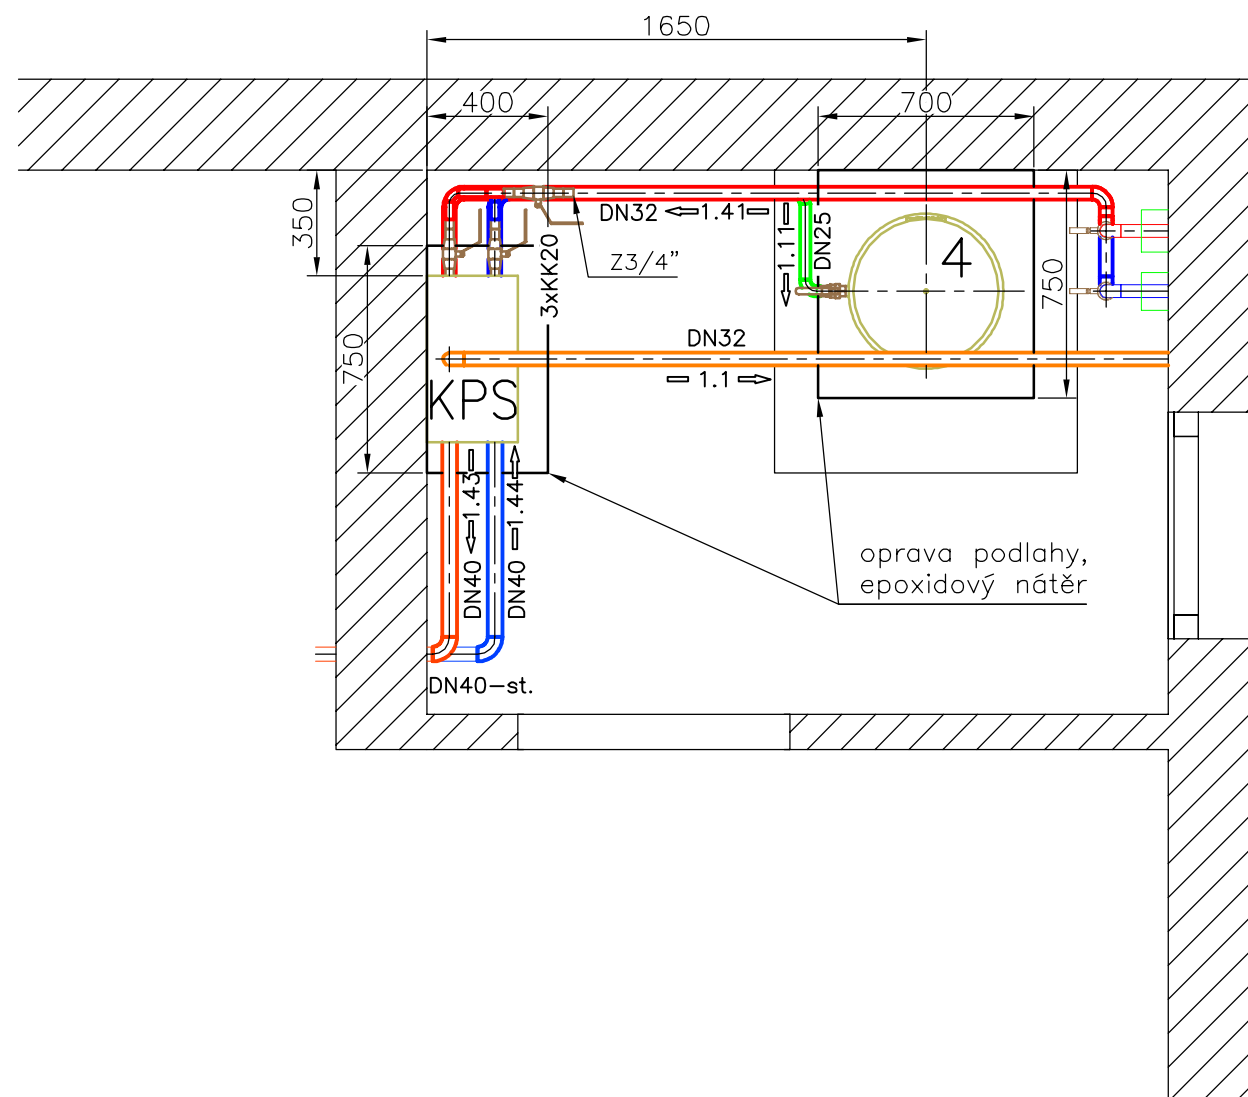 1650
400
700
350
DN32
1.41
1.11
DN25
4
Z3/4”
3xKK20
750
DN32
750
1.1
KPS
1.43
1.44
DN40
DN40
oprava podlahy,
epoxidový nátěr
DN40-st.